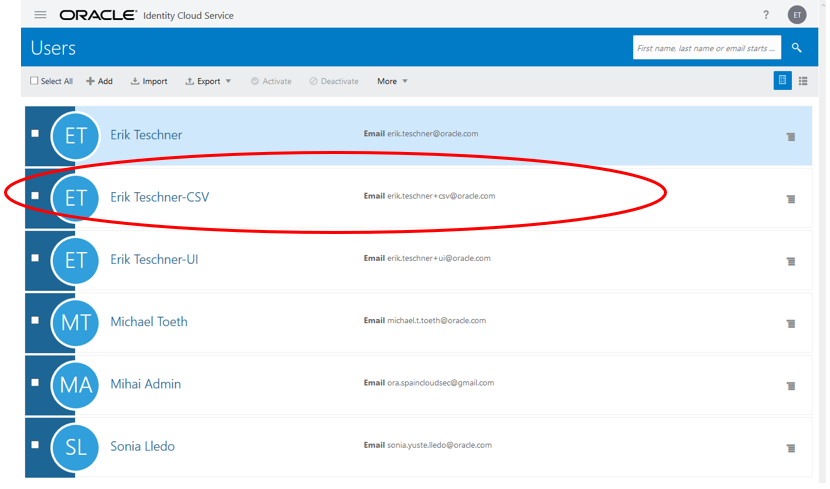 ORACLE® Identity Cloud Service ? ET
Users First name, last name or email starts ...
Select All Add Import Export Activate Deactivate More
ET Erik Teschner Email erik.teschner@oracle.com
ET Erik Teschner-CSV Email erik.teschner+csv@oracle.com
ET Erik Teschner-UI Email erik.teschner+ui@oracle.com
MT Michael Toeth Email michael.t.toeth@oracle.com
MA Mihai Admin Email ora.spaincloudsec@gmail.com
SL Sonia Lledo Email sonia.yuste.lledo@oracle.com